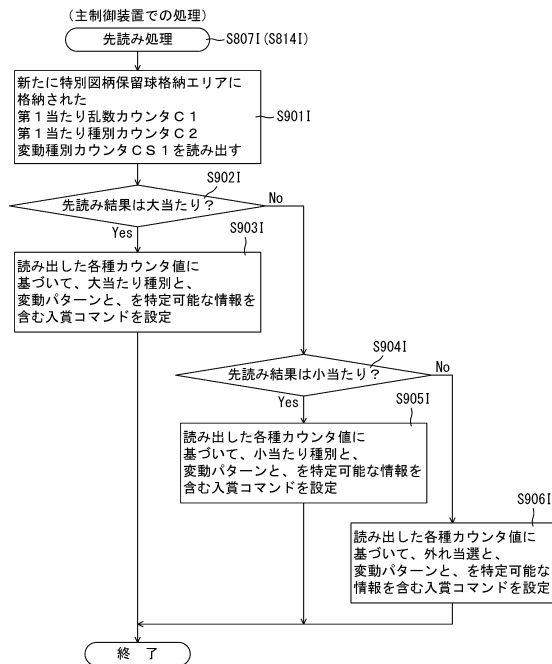 (主制御装置での処理)
先読み処理
S807I(S814I)
新たに特別図柄保留球格納エリアに
格納された
第1当たり乱数カウンタC1
第1当たり種別カウンタC2
変動種別カウンタCS1を読み出す
S901I
先読み結果は大当たり?
S902I
No
Yes
S903I
読み出した各種カウンタ値に
基づいて、大当たり種別と、
変動パターンと、を特定可能な情報を
含む入賞コマンドを設定
先読み結果は小当たり?
S904I
No
Yes
S905I
読み出した各種カウンタ値に
基づいて、小当たり種別と、
変動パターンと、を特定可能な情報を
含む入賞コマンドを設定
S906I
読み出した各種カウンタ値に
基づいて、外れ当選と、
変動パターンと、を特定可能な
情報を含む入賞コマンドを設定
終 了